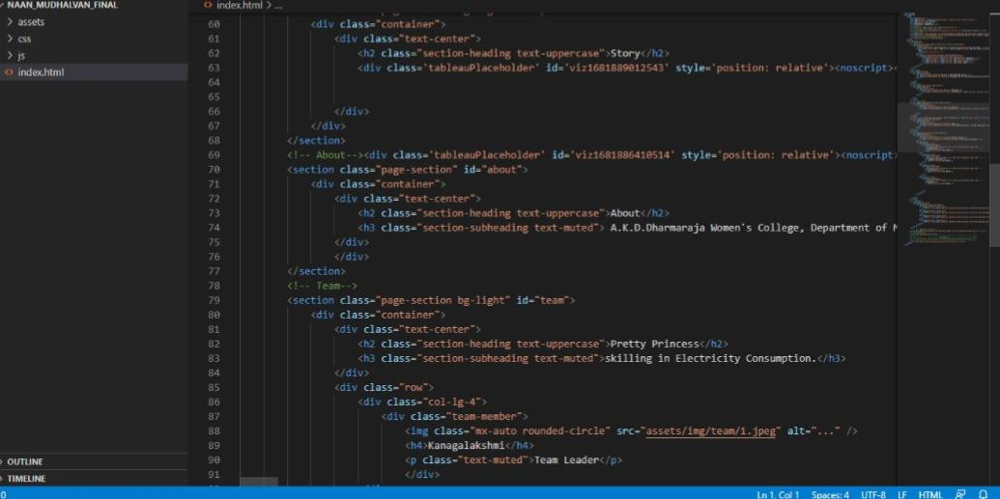 NAAN_MUDHALVAN_FINAL
assets
css
js
index.html
OUTLINE
TIMELINE
index.html > ...
60 <div class="container">
61 <div class="text-center">
62 <h2 class="section-heading text-uppercase">Story</h2>
63 <div class='tableauPlaceholder' id='viz1681889012543' style='position: relative'><noscript><
64
65
66 </div>
67 </div>
68 </section>
69 <!-- About--><div class='tableauPlaceholder' id='viz1681886410514' style='position: relative'><noscript>
70 <section class="page-section" id="about">
71 <div class="container">
72 <div class="text-center">
73 <h2 class="section-heading text-uppercase">About</h2>
74 <h3 class="section-subheading text-muted"> A.K.D.Dharmaraja Women's College, Department of M
75 </div>
76 </div>
77 </section>
78 <!-- Team-->
79 <section class="page-section bg-light" id="team">
80 <div class="container">
81 <div class="text-center">
82 <h2 class="section-heading text-uppercase">Pretty Princess</h2>
83 <h3 class="section-subheading text-muted">skilling in Electricity Consumption.</h3>
84 </div>
85 <div class="row">
86 <div class="col-lg-4">
87 <div class="team-member">
88 <img class="mx-auto rounded-circle" src="assets/img/team/1.jpeg" alt="..." />
89 <h4>Kanagalakshmi</h4>
90 <p class="text-muted">Team Leader</p>
91 </div>
0
Ln 1, Col 1 Spaces: 4 UTF-8 LF HTML